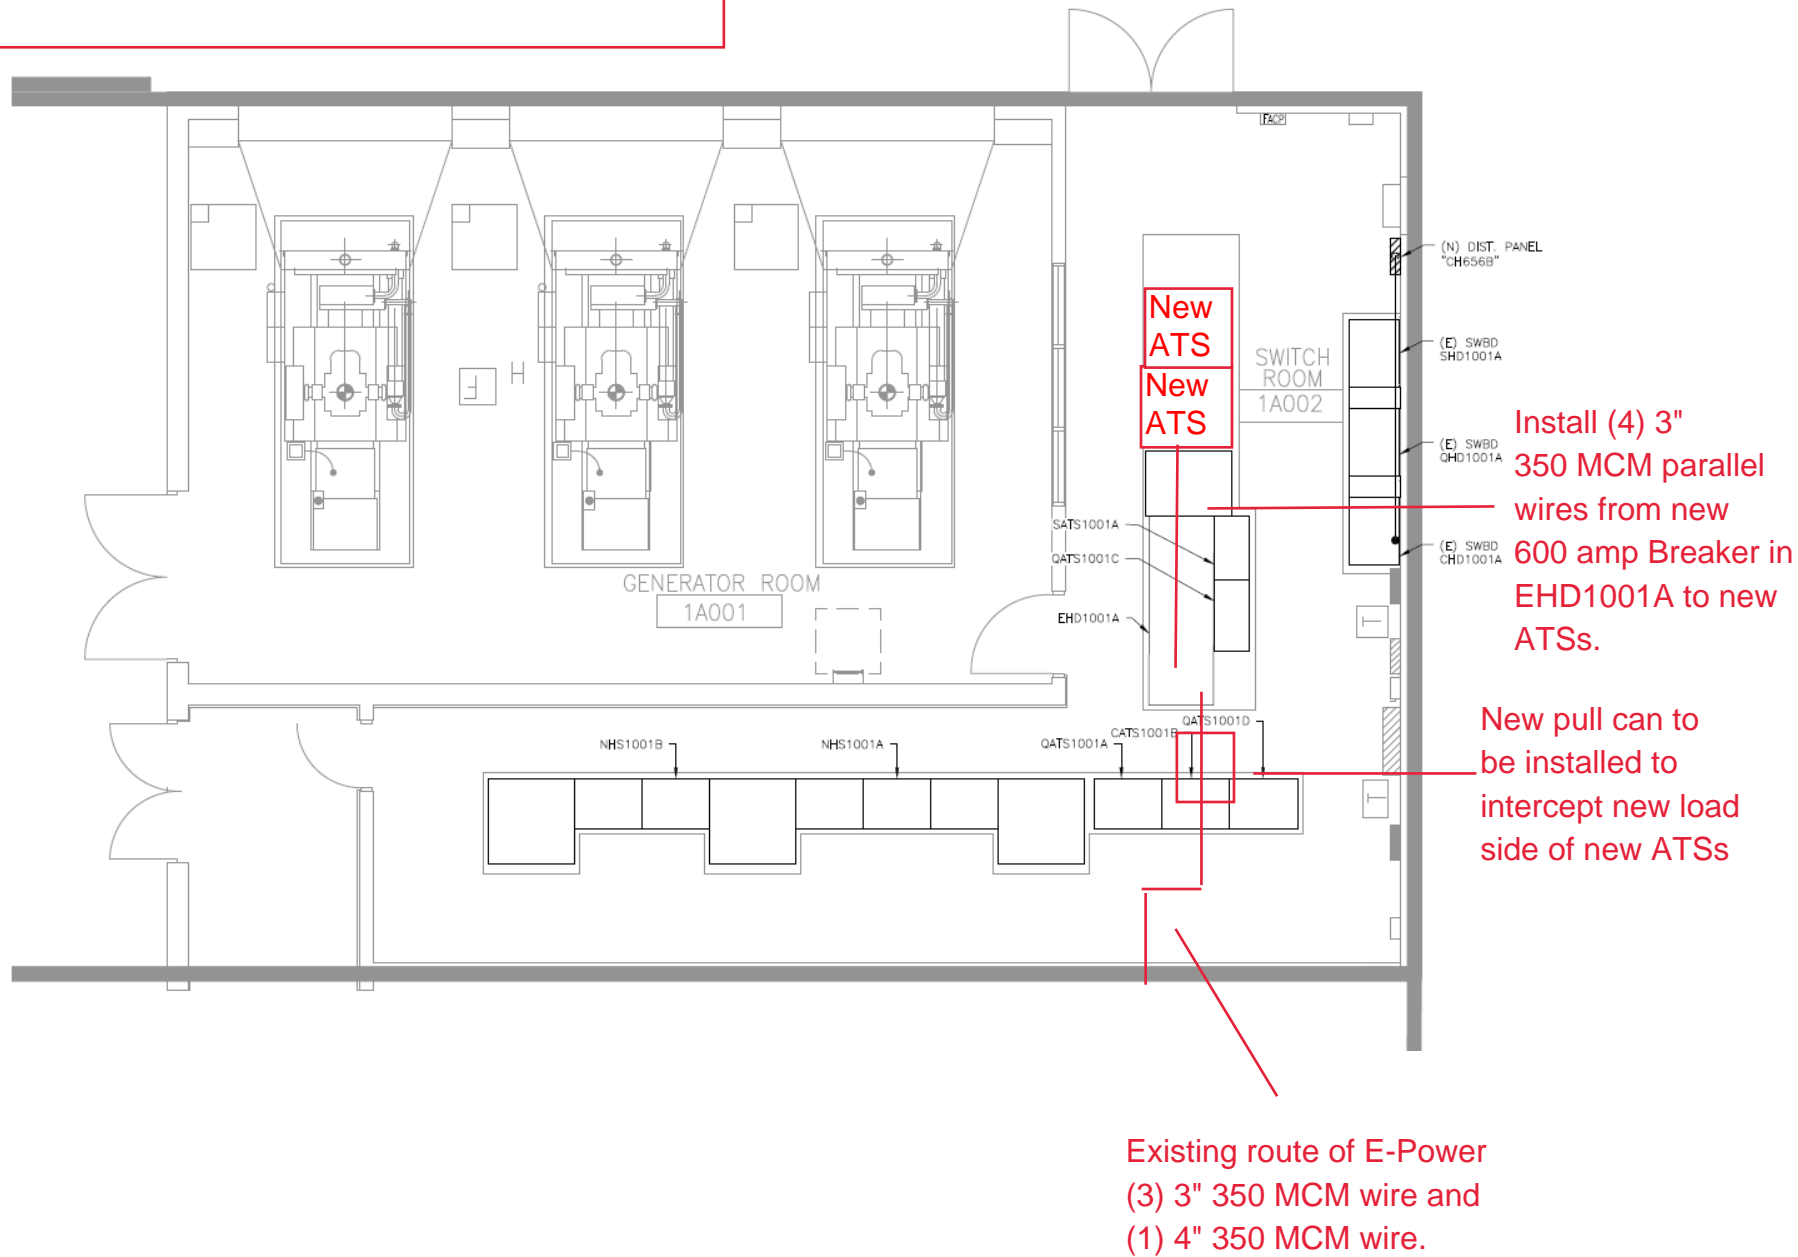 FACP
(N) DIST. PANEL
"CH656B"
New
ATS
New
ATS
SWITCH
ROOM
1A002
(E) SWBD
SHD1001A
(E) SWBD
QHD1001A
(E) SWBD
CHD1001A
Install (4) 3"
350 MCM parallel
wires from new
600 amp Breaker in
EHD1001A to new
ATSs.
H
SATS1001A
QATS1001C
EHD1001A
GENERATOR ROOM
1A001
T
New pull can to
be installed to
intercept new load
side of new ATSs
NHS1001B
NHS1001A
QATS1001A
CATS1001B
QATS1001D
T
Existing route of E-Power
(3) 3" 350 MCM wire and
(1) 4" 350 MCM wire.